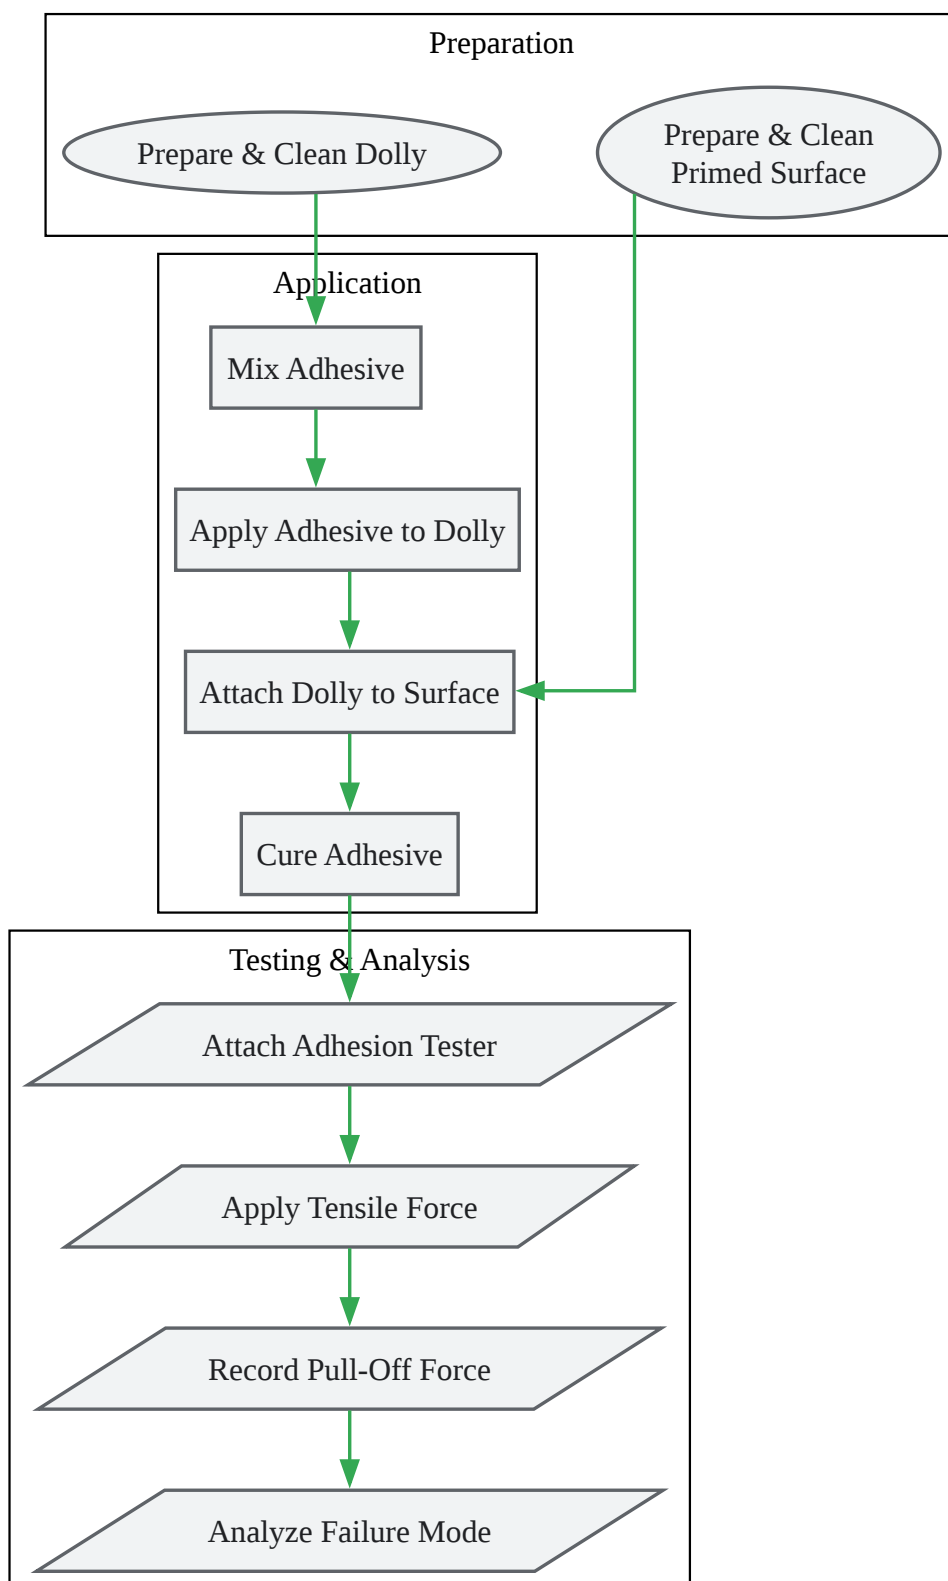 Preparation
Prepare & Clean Dolly
Prepare & Clean
Primed Surface
Application
Mix Adhesive
Apply Adhesive to Dolly
Attach Dolly to Surface
Cure Adhesive
Testing & Analysis
Attach Adhesion Tester
Apply Tensile Force
Record Pull-Off Force
Analyze Failure Mode